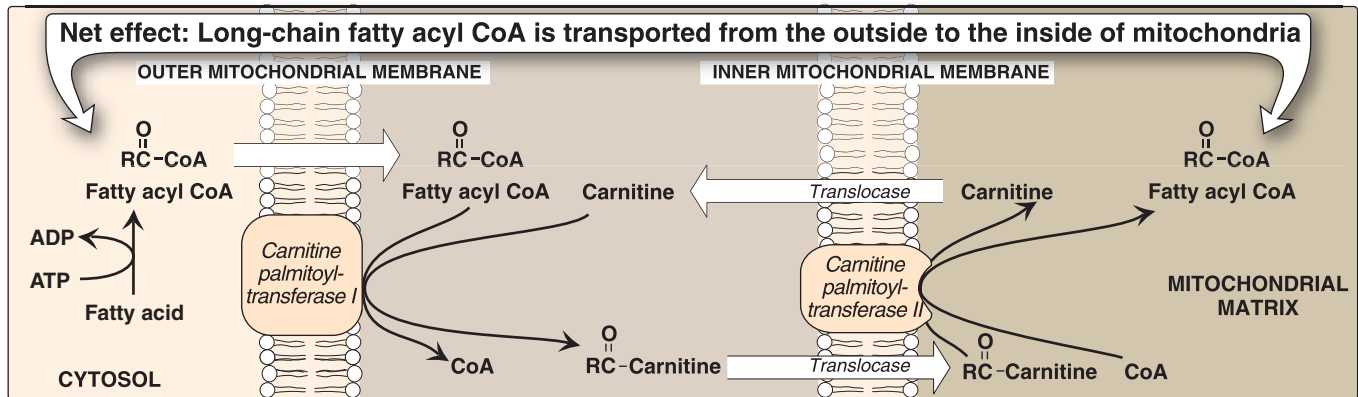 Net effect: Long-chain fatty acyl CoA is transported from the outside to the inside of mitochondria
OUTER MITOCHONDRIAL MEMBRANE
INNER MITOCHONDRIAL MEMBRANE
O
RC–CoA
Fatty acyl CoA
ADP
ATP
Fatty acid
CYTOSOL
Carnitine
palmitoyl-
transferase I
O
RC–CoA
Fatty acyl CoA
Carnitine
CoA
O
RC–Carnitine
Translocase
Translocase
Carnitine
palmitoyl-
transferase II
Carnitine
O
RC–Carnitine
CoA
O
RC–CoA
Fatty acyl CoA
MITOCHONDRIAL
MATRIX